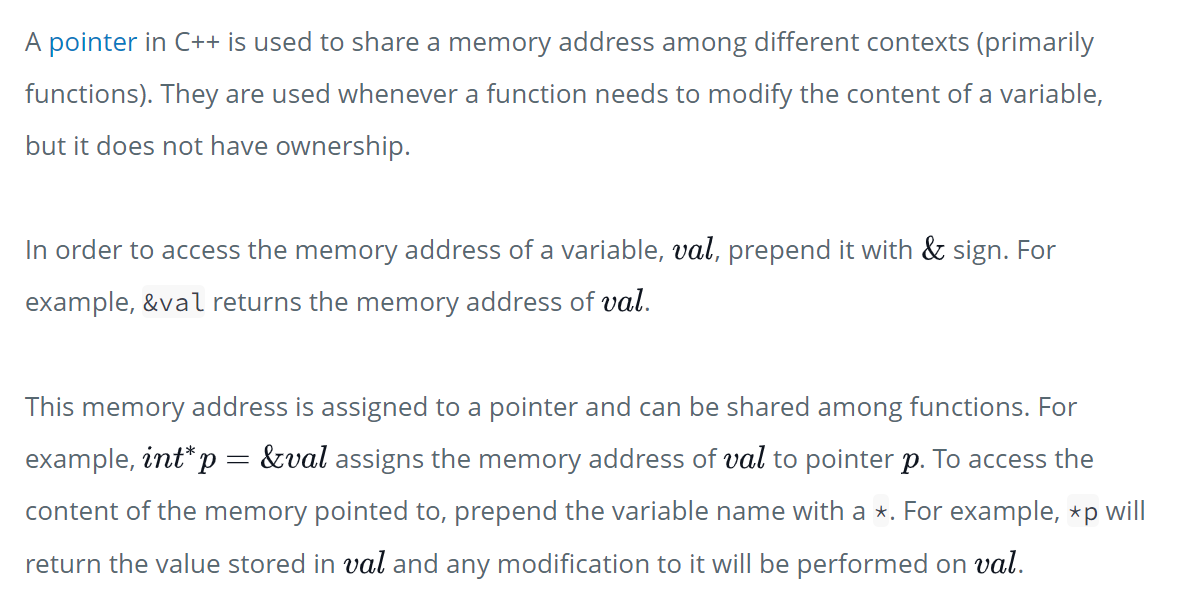 A pointer in C++ is used to share a memory address among different contexts (primarily
functions). They are used whenever a function needs to modify the content of a variable,
but it does not have ownership.
In order to access the memory address of a variable, val, prepend it with & sign. For
example, &val returns the memory address of val.
This memory address is assigned to a pointer and can be shared among functions. For
example, int*p = &val assigns the memory address of val to pointer p. To access the
content of the memory pointed to, prepend the variable name with a *. For example, *p will
return the value stored in val and any modification to it will be performed on val.